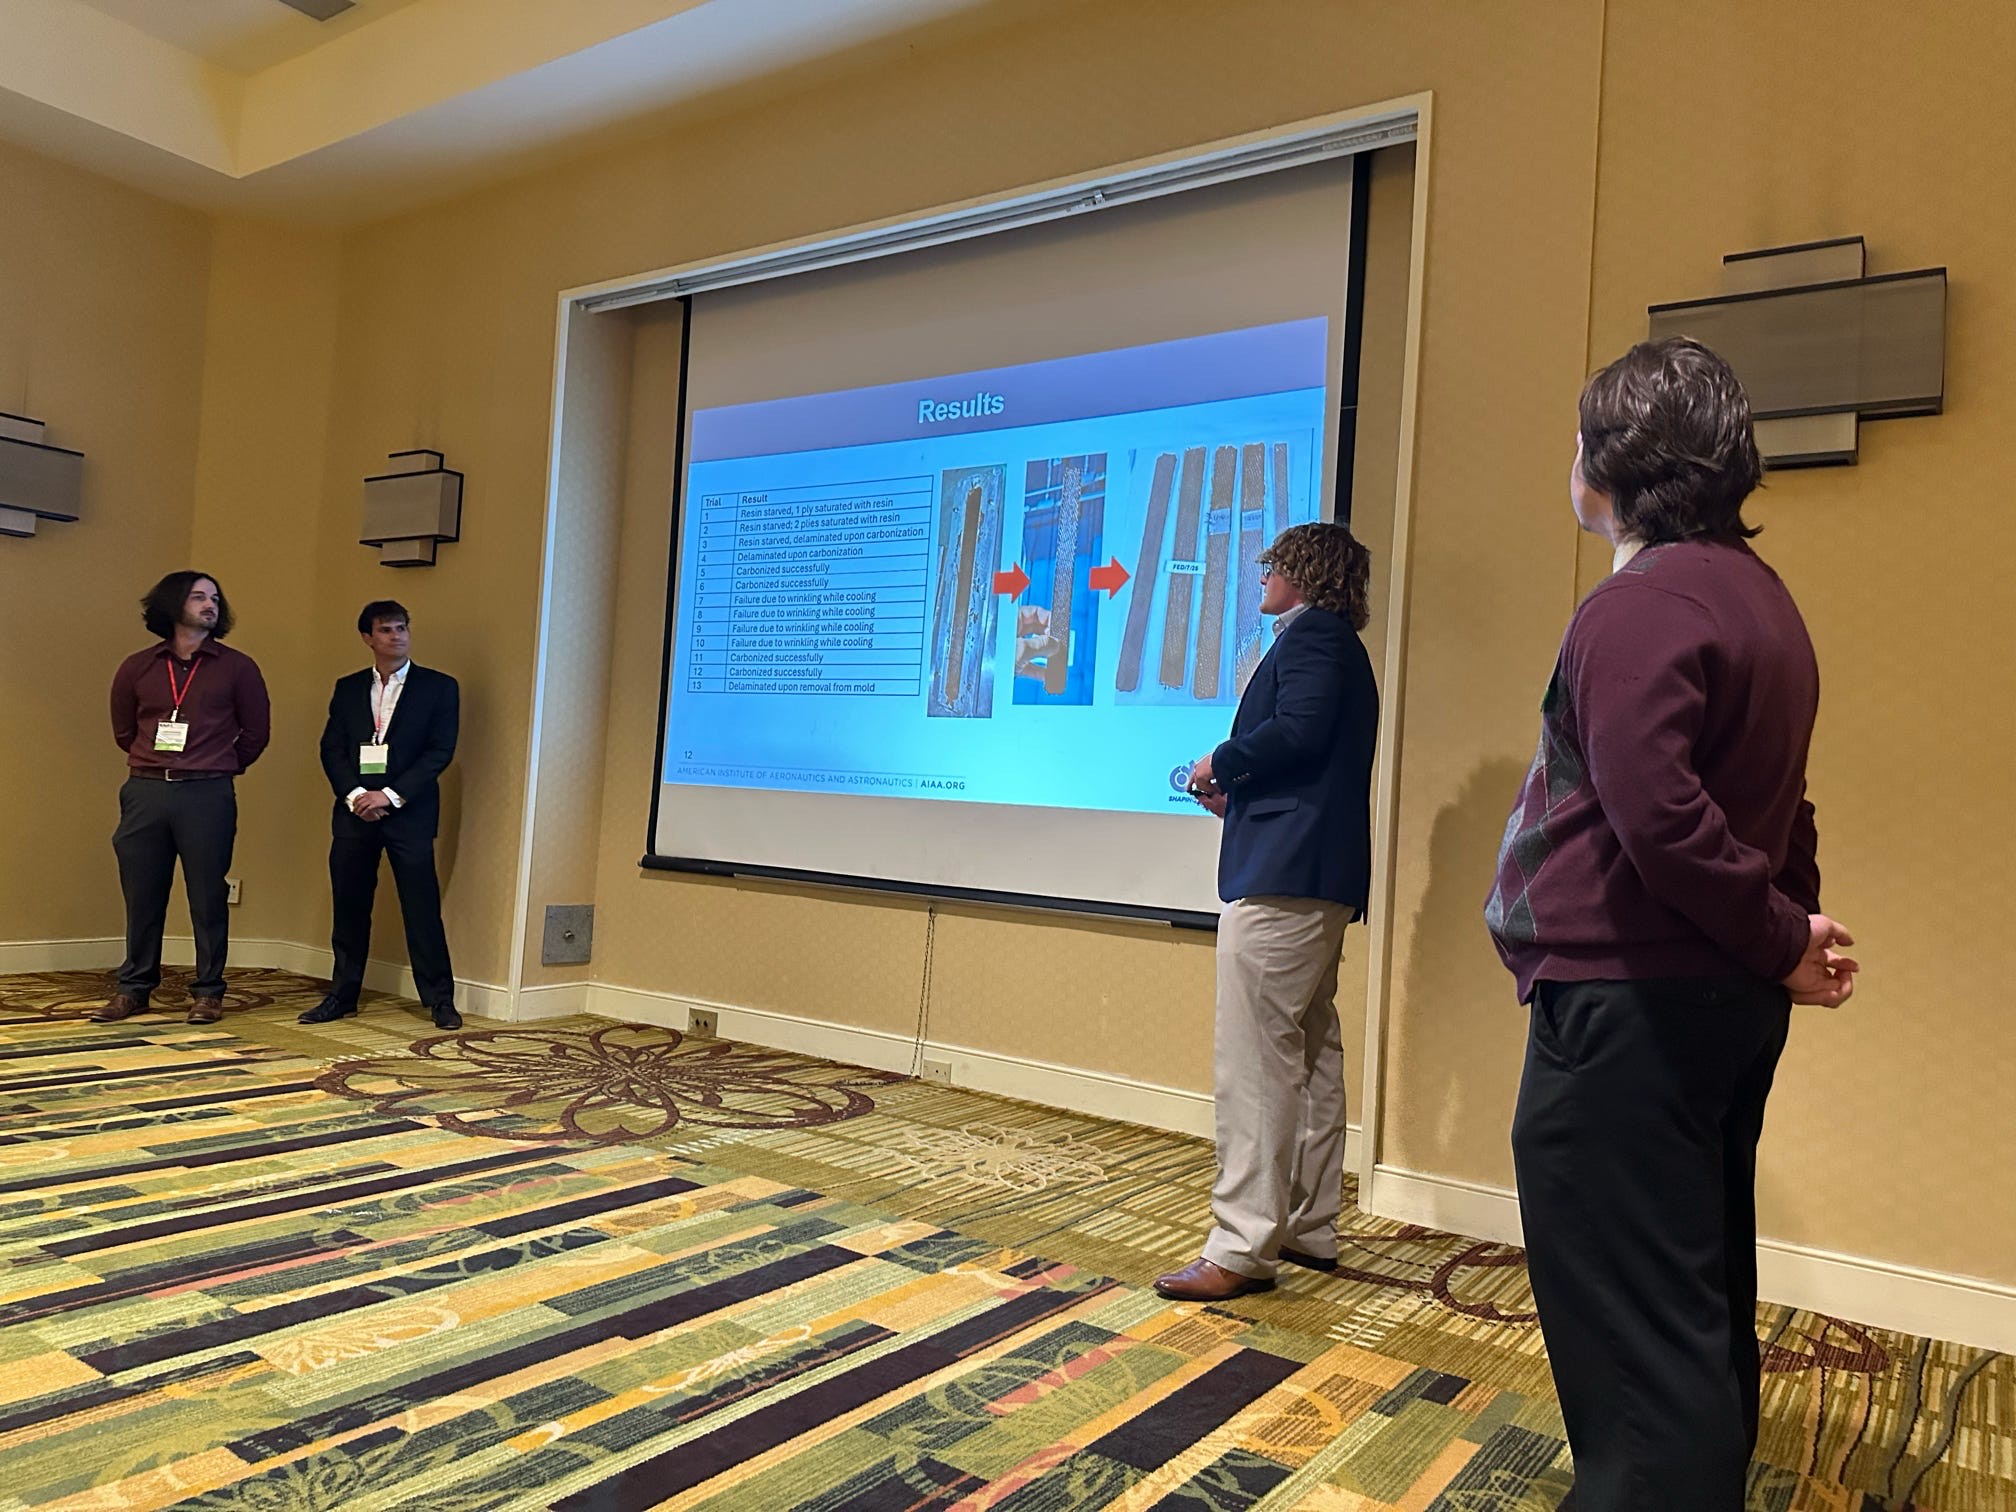 Results
Trial Result
1 Resin starved, 1 ply saturated with resin
2 Resin starved; 2 plies saturated with resin
3 Resin starved, delaminated upon carbonization
4 Delaminated upon carbonization
5 Carbonized successfully
6 Carbonized successfully
7 Failure due to wrinkling while cooling
8 Failure due to wrinkling while cooling
9 Failure due to wrinkling while cooling
10 Failure due to wrinkling while cooling
11 Carbonized successfully
12 Carbonized successfully
13 Delaminated upon removal from mold
12
AMERICAN INSTITUTE OF AERONAUTICS AND ASTRONAUTICS | AIAA.ORG